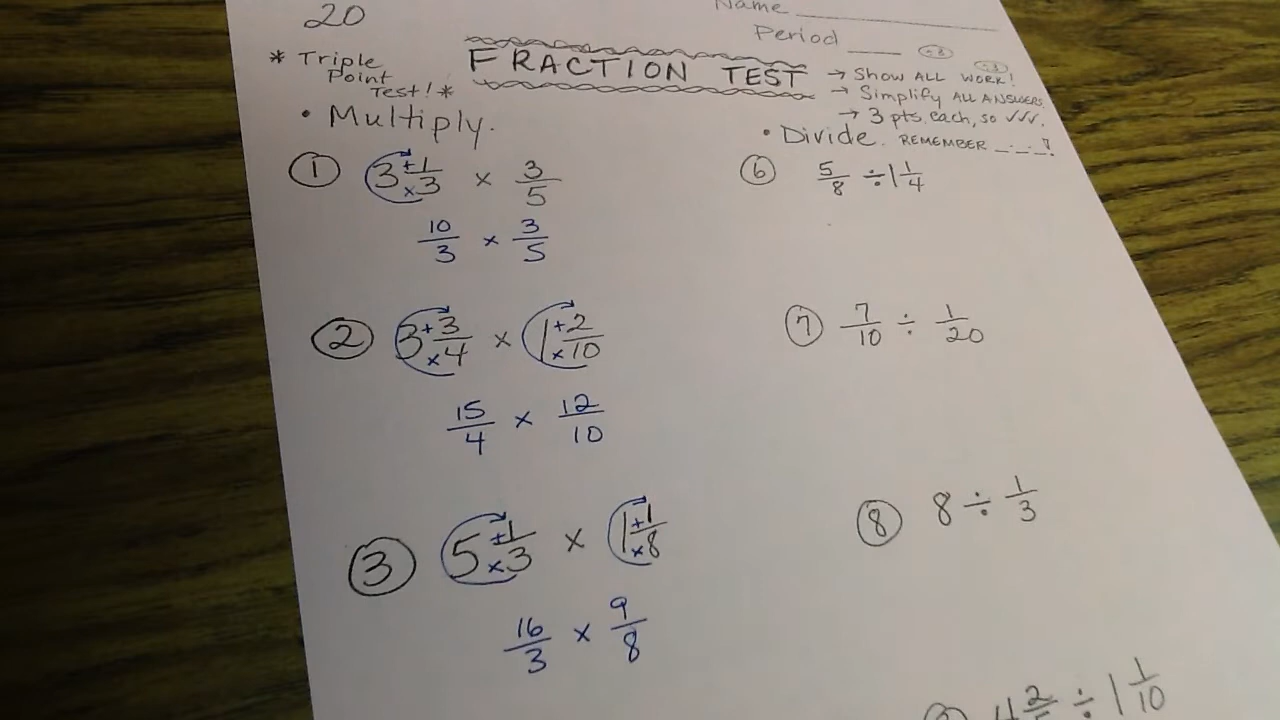 20
Name
Period
* Triple
Point
Test! *
FRACTION TEST
→ Show ALL WORK!
→ Simplify ALL ANSWERS.
→ 3 pts. each, so ✓✓✓.
• Multiply.
① 3 + 1/3 × 3/5
×
10/3 × 3/5
② 3 + 3/4 × 1 + 2/10
× ×
15/4 × 12/10
③ 5 + 1/3 × 1 + 1/8
× ×
16/3 × 9/8
• Divide. REMEMBER _._._!
⑥ 5/8 ÷ 1 1/4
⑦ 7/10 ÷ 1/20
⑧ 8 ÷ 1/3
÷ 1 1/10